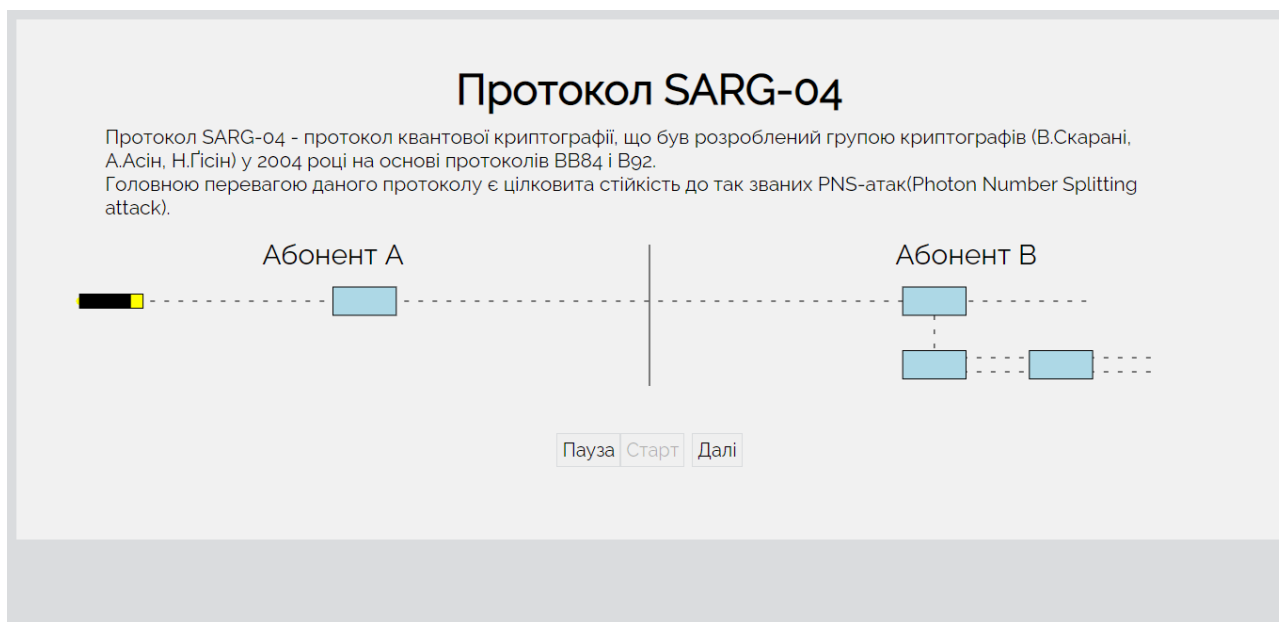 Протокол SARG-04
Протокол SARG-04 - протокол квантової криптографії, що був розроблений групою криптографів (В.Скарані,
А.Асін, Н.Ґісін) у 2004 році на основі протоколів BB84 і B92.
Головною перевагою даного протоколу є цілковита стійкість до так званих PNS-атак(Photon Number Splitting
attack).
Абонент А
Абонент В
Пауза Старт Далі